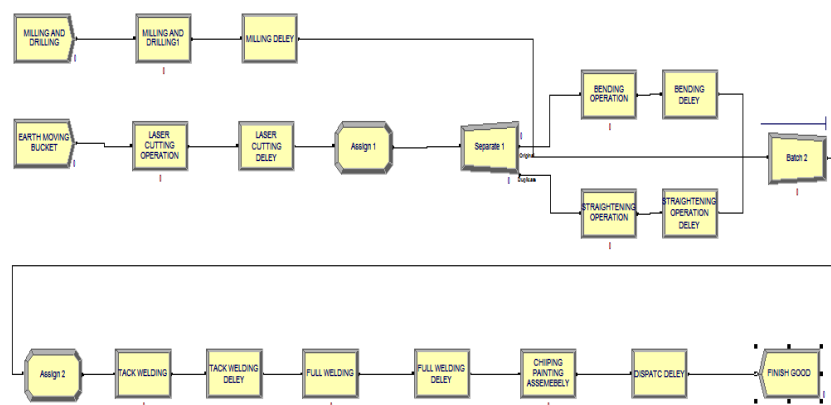 MILLING AND
DRILLING
MILLING AND
DRILLING1
MILLING DELEY
BENDING
OPERATION
BENDING
DELEY
EARTH MOVING
BUCKET
LASER
CUTTING
OPERATION
LASER
CUTTING
DELEY
Assign 1
Separate 1
Original
Duplicate
Batch 2
STRAIGHTENING
OPERATION
STRAIGHTENING
OPERATION
DELEY
Assign 2
TACK WELDING
TACK WELDING
DELEY
FULL WELDING
FULL WELDING
DELEY
CHIIPING
PAINTING
ASSEMEBELY
DISPATC DELEY
FINISH GOOD